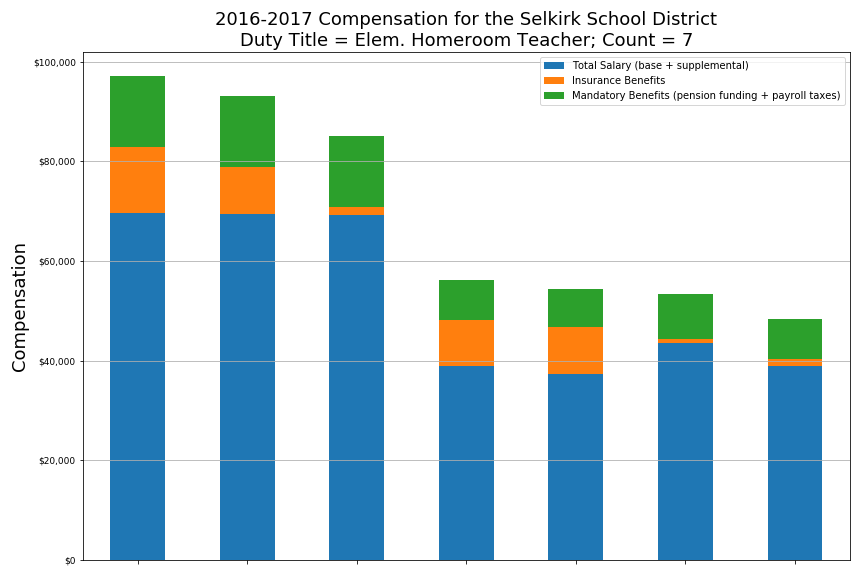 2016-2017 Compensation for the Selkirk School District
Duty Title = Elem. Homeroom Teacher; Count = 7
Total Salary (base + supplemental)
Insurance Benefits
Mandatory Benefits (pension funding + payroll taxes)
Compensation
$100,000
$80,000
$60,000
$40,000
$20,000
$0